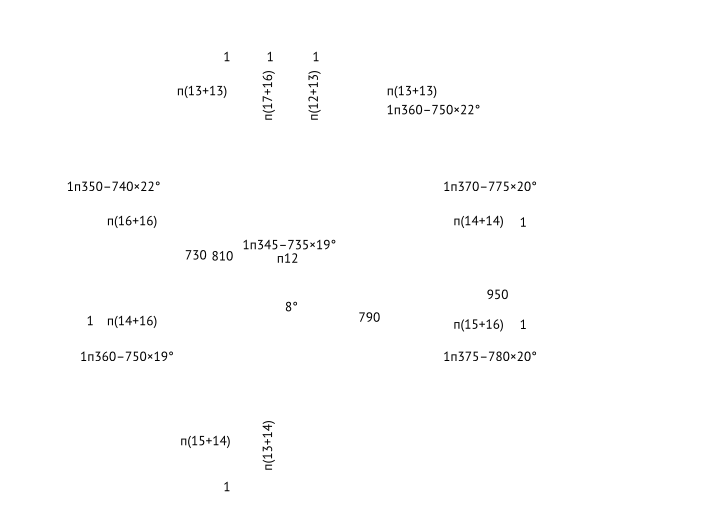 1 1 1
п(13+13) п(17+16) п(12+13) п(13+13)
1п360–750×22°
1п350–740×22° 1п370–775×20°
п(16+16) п(14+14) 1
1п345–735×19°
730 810 п12
950
8°
1 п(14+16) 790 п(15+16) 1
1п360–750×19° 1п375–780×20°
п(15+14) п(13+14)
1